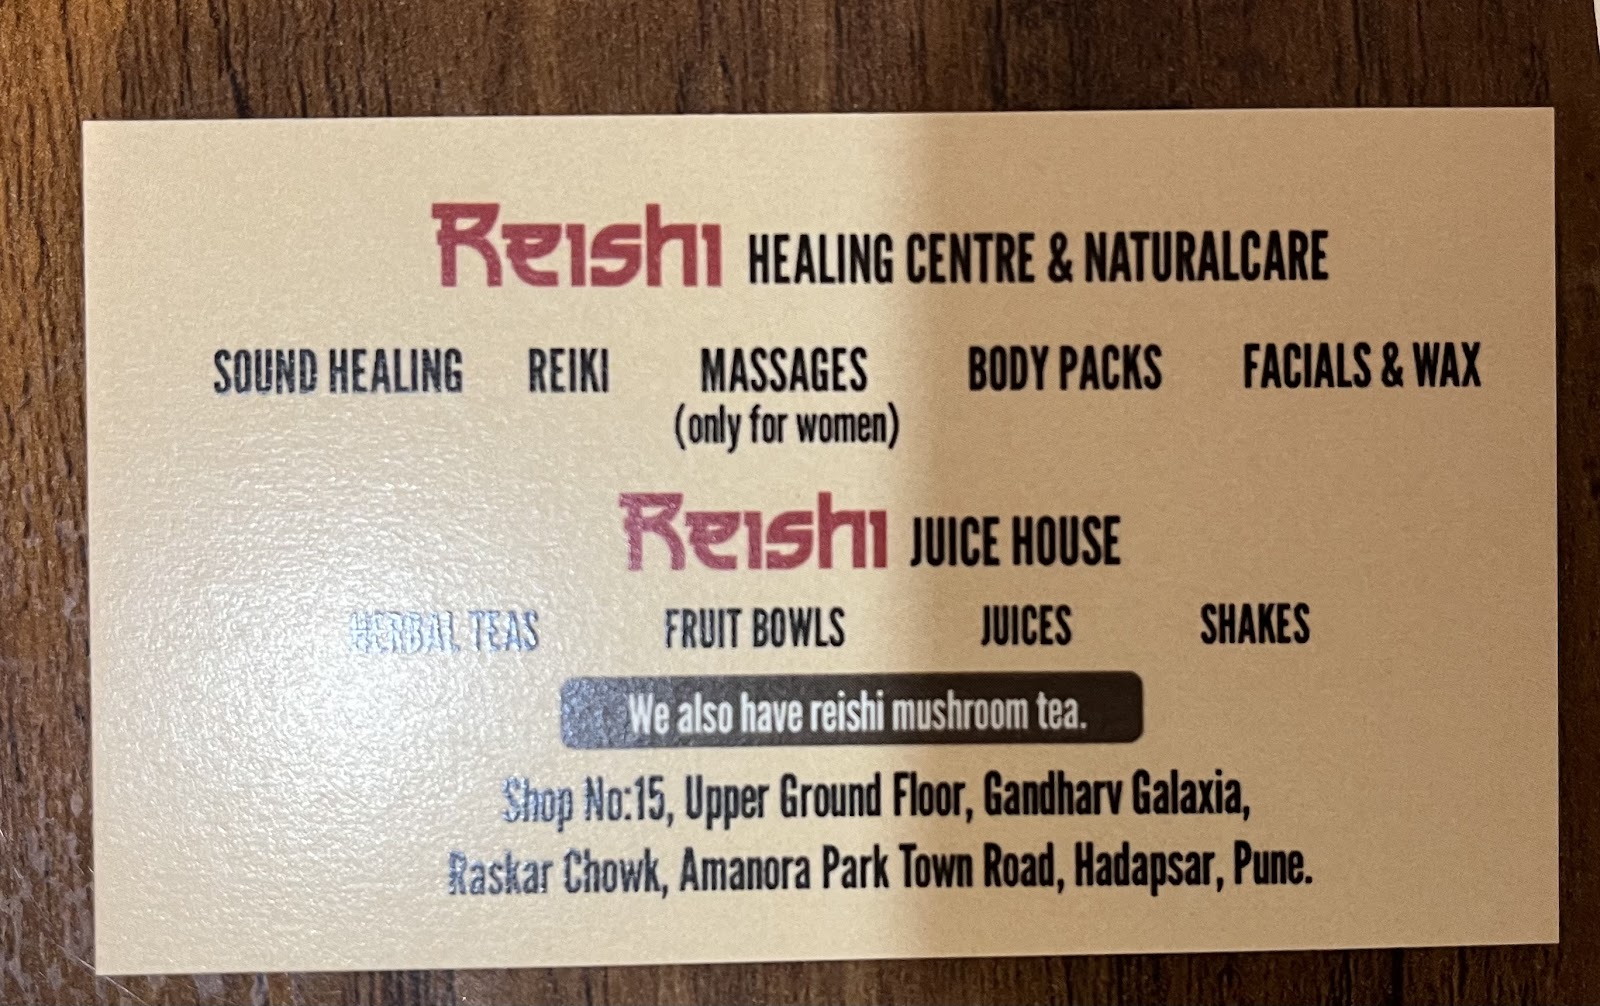 Reishi HEALING CENTRE & NATURALCARE
SOUND HEALING REIKI MASSAGES BODY PACKS FACIALS & WAX
(only for women)
Reishi JUICE HOUSE
HERBAL TEAS FRUIT BOWLS JUICES SHAKES
We also have reishi mushroom tea.
Shop No:15, Upper Ground Floor, Gandharv Galaxia,
Raskar Chowk, Amanora Park Town Road, Hadapsar, Pune.